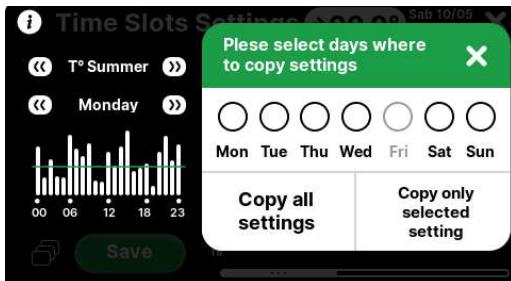 Time Slots Settings
Sab 10/05
T° Summer
Monday
00 06 12 18 23
Save
Plese select days where
to copy settings
Mon Tue Thu Wed Fri Sat Sun
Copy all
settings
Copy only
selected
setting